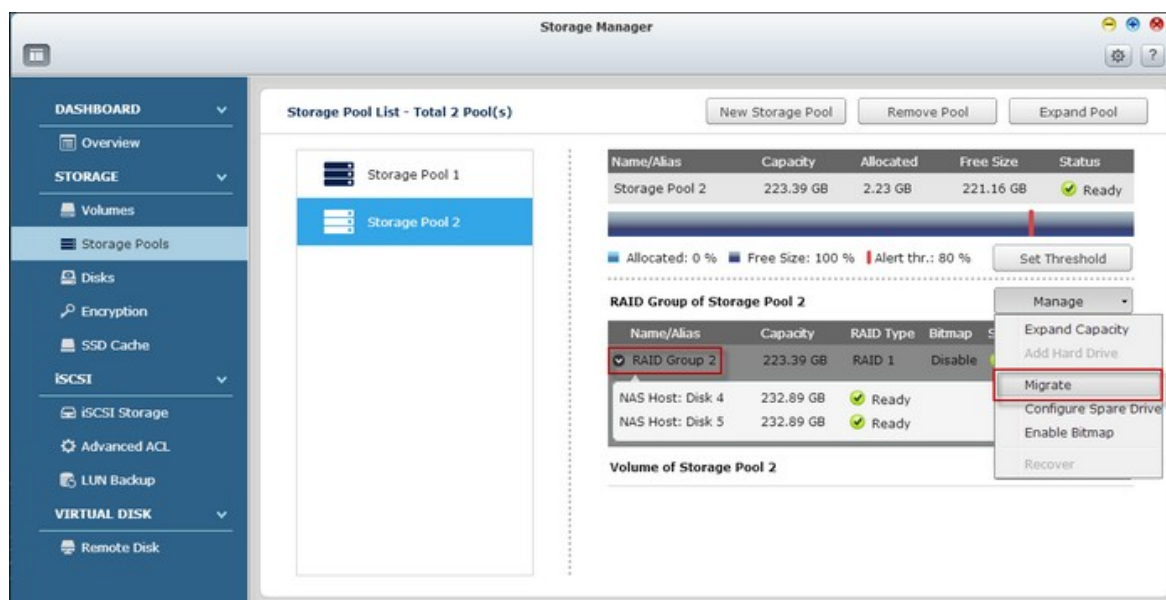 Storage Manager
?
DASHBOARD
Overview
STORAGE
Volumes
Storage Pools
Disks
Encryption
SSD Cache
iSCSI
iSCSI Storage
Advanced ACL
LUN Backup
VIRTUAL DISK
Remote Disk
Storage Pool List - Total 2 Pool(s)
New Storage Pool Remove Pool Expand Pool
Storage Pool 1
Storage Pool 2
Name/Alias Capacity Allocated Free Size Status
Storage Pool 2 223.39 GB 2.23 GB 221.16 GB Ready
Allocated: 0 % Free Size: 100 % Alert thr.: 80 % Set Threshold
RAID Group of Storage Pool 2 Manage
Name/Alias Capacity RAID Type Bitmap S
RAID Group 2 223.39 GB RAID 1 Disable
NAS Host: Disk 4 232.89 GB Ready
NAS Host: Disk 5 232.89 GB Ready
Volume of Storage Pool 2
Expand Capacity
Add Hard Drive
Migrate
Configure Spare Drive
Enable Bitmap
Recover